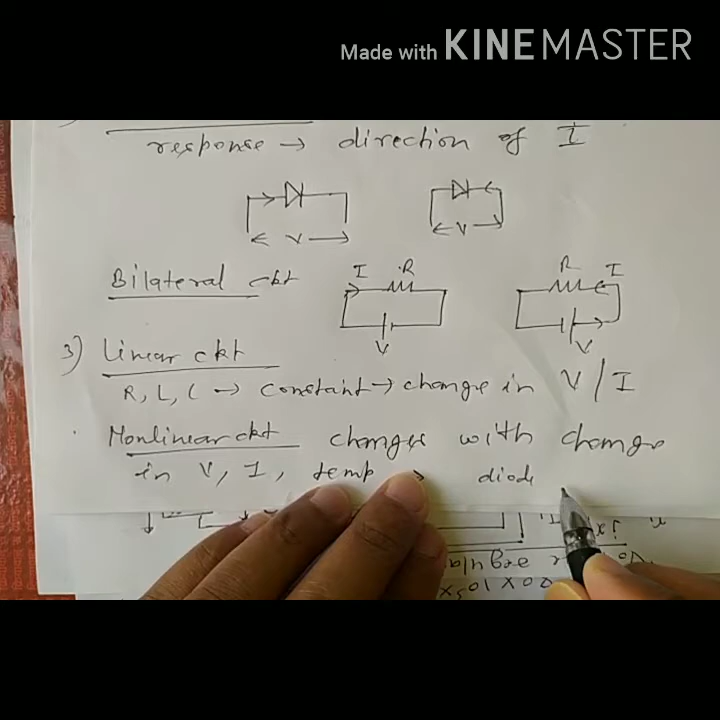 Made with KINEMASTER
response → direction of I
V V
Bilateral ckt I R R I
V V
3) Linear ckt
R, L, C → constant → change in V/I
Nonlinear ckt changes with change
in V, I, temp → diode